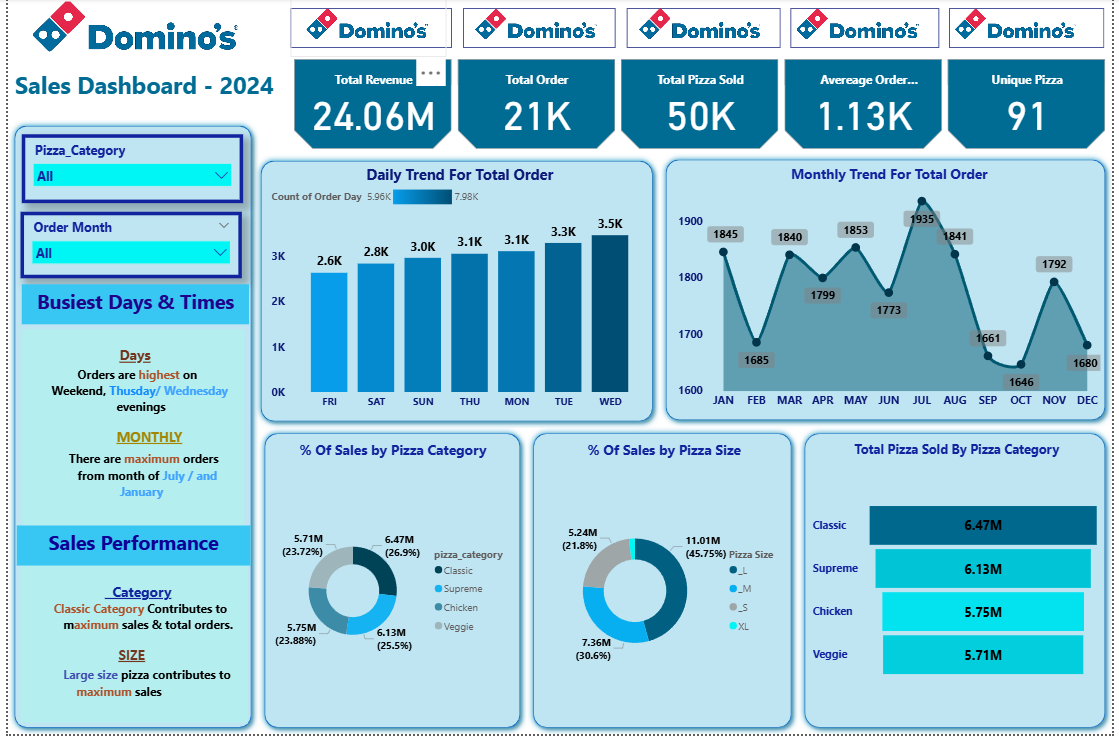 Domino's
Domino's
Domino's
Domino's
Domino's
Domino's
Sales Dashboard - 2024
Total Revenue
24.06M
Total Order
21K
Total Pizza Sold
50K
Avereage Order...
1.13K
Unique Pizza
91
Pizza_Category
All
Order Month
All
Busiest Days & Times
Days
Orders are highest on
Weekend, Thusday/ Wednesday
evenings
MONTHLY
There are maximum orders
from month of July / and
January
Sales Performance
_Category
Classic Category Contributes to
maximum sales & total orders.
SIZE
Large size pizza contributes to
maximum sales
Daily Trend For Total Order
Count of Order Day 5.96K 7.98K
3K
2K
1K
0K
2.6K
2.8K
3.0K
3.1K
3.1K
3.3K
3.5K
FRI SAT SUN THU MON TUE WED
Monthly Trend For Total Order
1900
1800
1700
1600
1845
1685
1840
1799
1853
1773
1935
1841
1661
1646
1792
1680
JAN FEB MAR APR MAY JUN JUL AUG SEP OCT NOV DEC
% Of Sales by Pizza Category
5.71M
(23.72%)
6.47M
(26.9%)
5.75M
(23.88%)
6.13M
(25.5%)
pizza_category
Classic
Supreme
Chicken
Veggie
% Of Sales by Pizza Size
5.24M
(21.8%)
11.01M
(45.75%)
7.36M
(30.6%)
Pizza Size
_L
_M
_S
XL
Total Pizza Sold By Pizza Category
Classic 6.47M
Supreme 6.13M
Chicken 5.75M
Veggie 5.71M